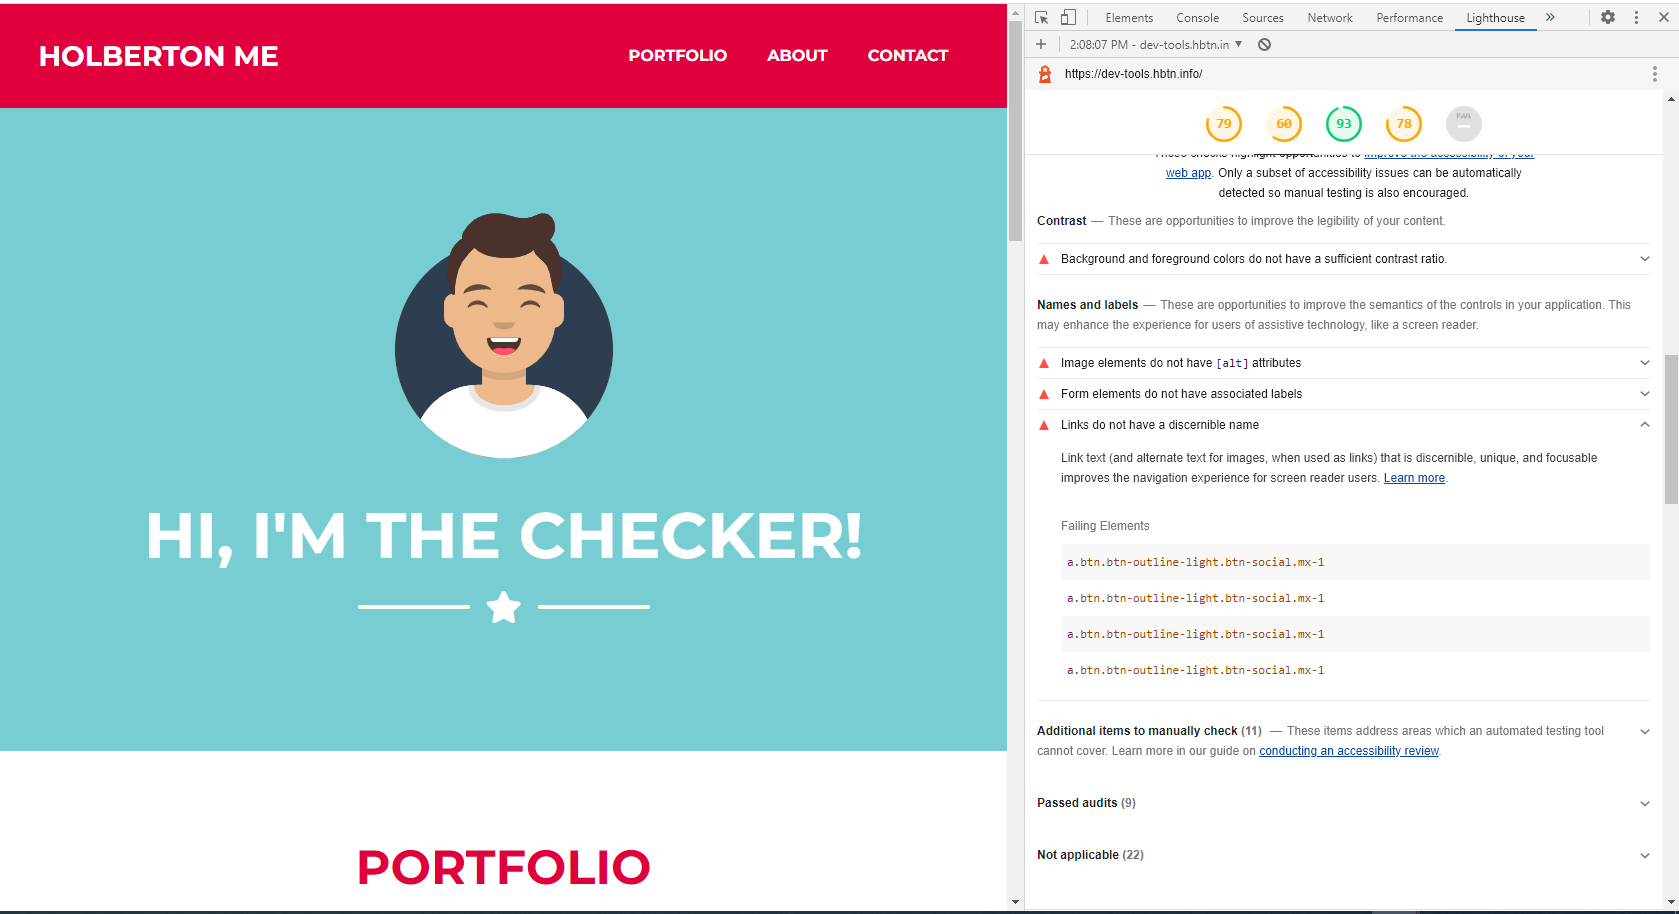 HOLBERTON ME
PORTFOLIO ABOUT CONTACT
HI, I'M THE CHECKER!
PORTFOLIO
Elements Console Sources Network Performance Lighthouse »
+ 2:08:07 PM - dev-tools.hbtn.in ▼
https://dev-tools.hbtn.info/
79 60 93 78 PWA
These checks highlight opportunities to improve the accessibility of your
web app. Only a subset of accessibility issues can be automatically
detected so manual testing is also encouraged.
Contrast — These are opportunities to improve the legibility of your content.
Background and foreground colors do not have a sufficient contrast ratio.
Names and labels — These are opportunities to improve the semantics of the controls in your application. This
may enhance the experience for users of assistive technology, like a screen reader.
Image elements do not have [alt] attributes
Form elements do not have associated labels
Links do not have a discernible name
Link text (and alternate text for images, when used as links) that is discernible, unique, and focusable
improves the navigation experience for screen reader users. Learn more.
Failing Elements
a.btn.btn-outline-light.btn-social.mx-1
a.btn.btn-outline-light.btn-social.mx-1
a.btn.btn-outline-light.btn-social.mx-1
a.btn.btn-outline-light.btn-social.mx-1
Additional items to manually check (11) — These items address areas which an automated testing tool
cannot cover. Learn more in our guide on conducting an accessibility review.
Passed audits (9)
Not applicable (22)